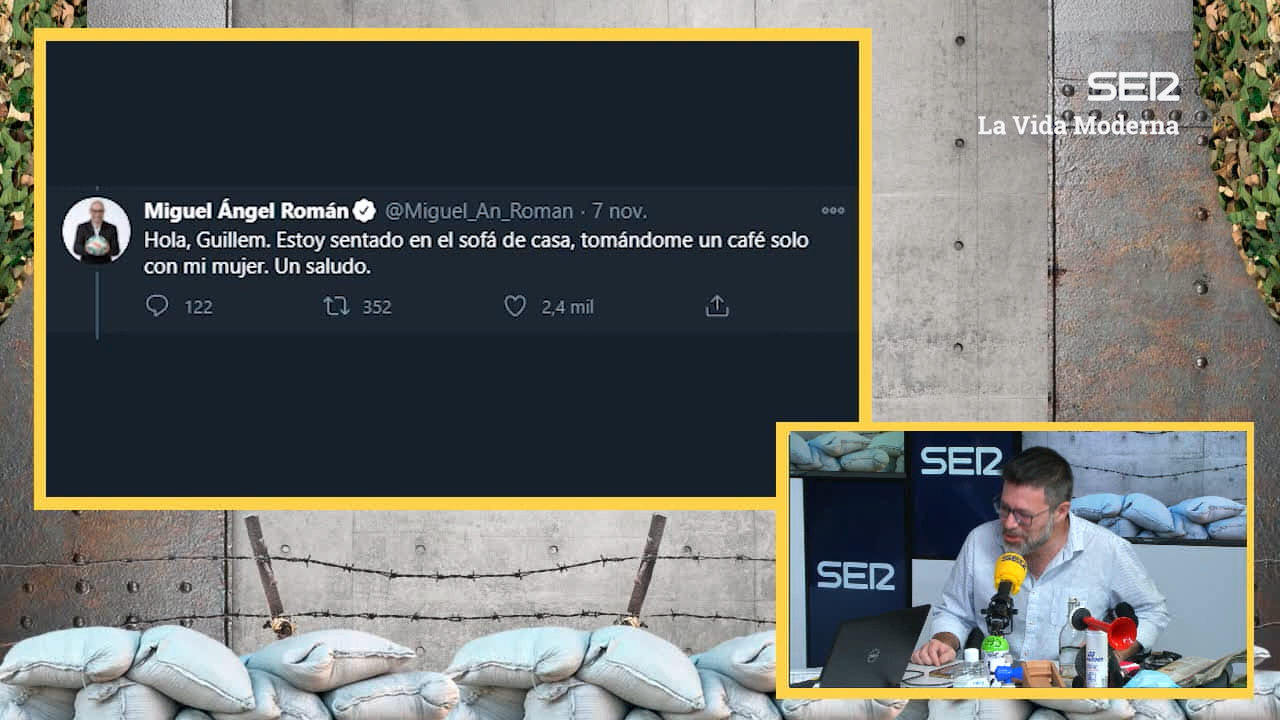 SER
La Vida Moderna
Miguel Ángel Román @Miguel_An_Roman · 7 nov.
Hola, Guillem. Estoy sentado en el sofá de casa, tomándome un café solo
con mi mujer. Un saludo.
122 352 2,4 mil
SER
SER
SER